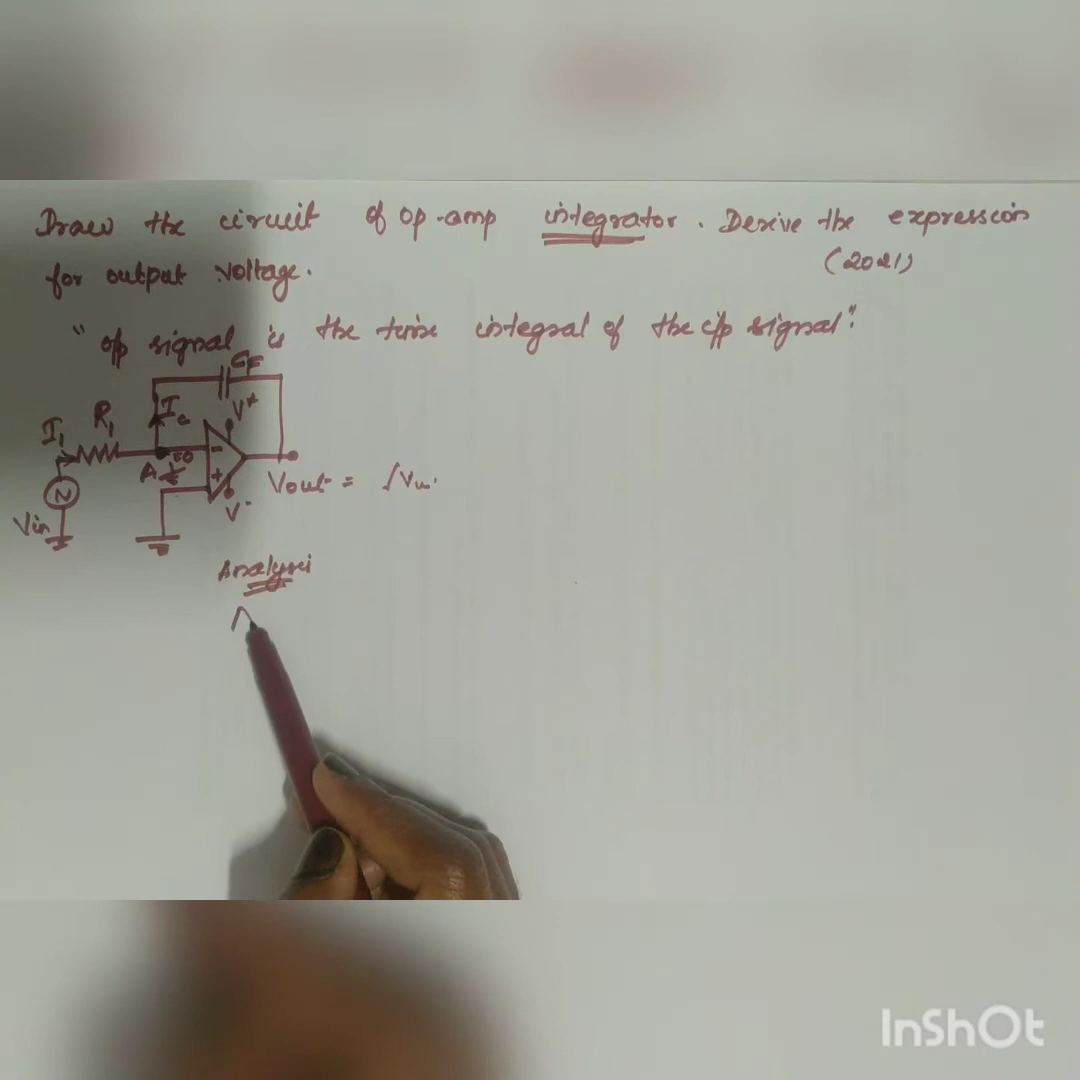 Draw the circuit of op-amp integrator. Derive the expression
(2021)
for output voltage.
"o/p signal is the time integral of the i/p signal".
CF
V+
R1
Ic
I1
A
-
+
Vout = ∫Vin
V-
Vin
Analysis
InShOt